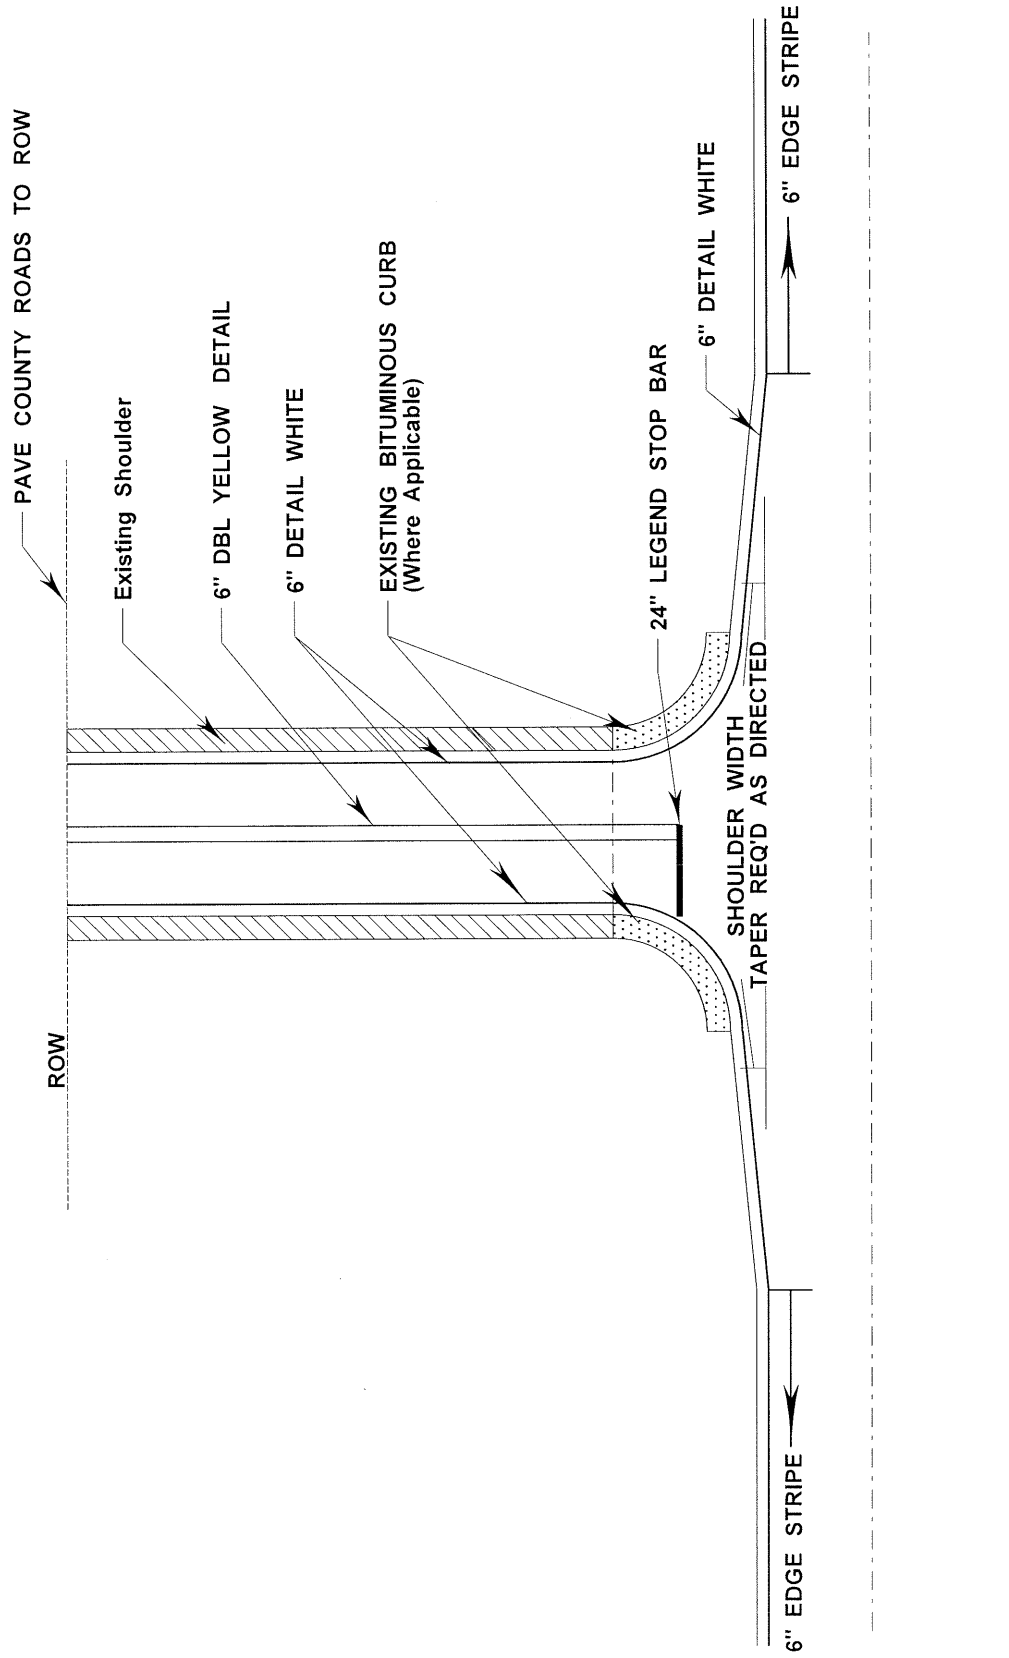 PAVE COUNTY ROADS TO ROW
ROW
Existing Shoulder
6" DBL YELLOW DETAIL
6" DETAIL WHITE
EXISTING BITUMINOUS CURB
(Where Applicable)
24" LEGEND STOP BAR
6" DETAIL WHITE
SHOULDER WIDTH
TAPER REQ'D AS DIRECTED
6" EDGE STRIPE
6" EDGE STRIPE